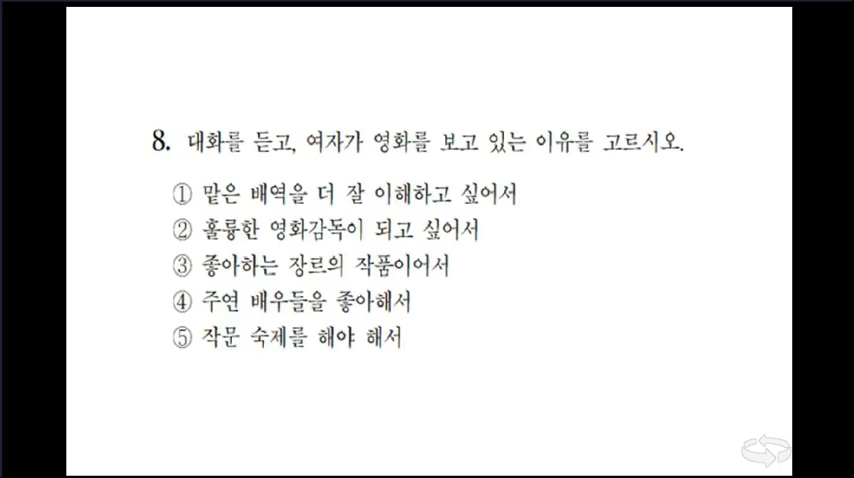 8. 대화를 듣고, 여자가 영화를 보고 있는 이유를 고르시오.
① 맡은 배역을 더 잘 이해하고 싶어서
② 훌륭한 영화감독이 되고 싶어서
③ 좋아하는 장르의 작품이어서
④ 주연 배우들을 좋아해서
⑤ 작문 숙제를 해야 해서